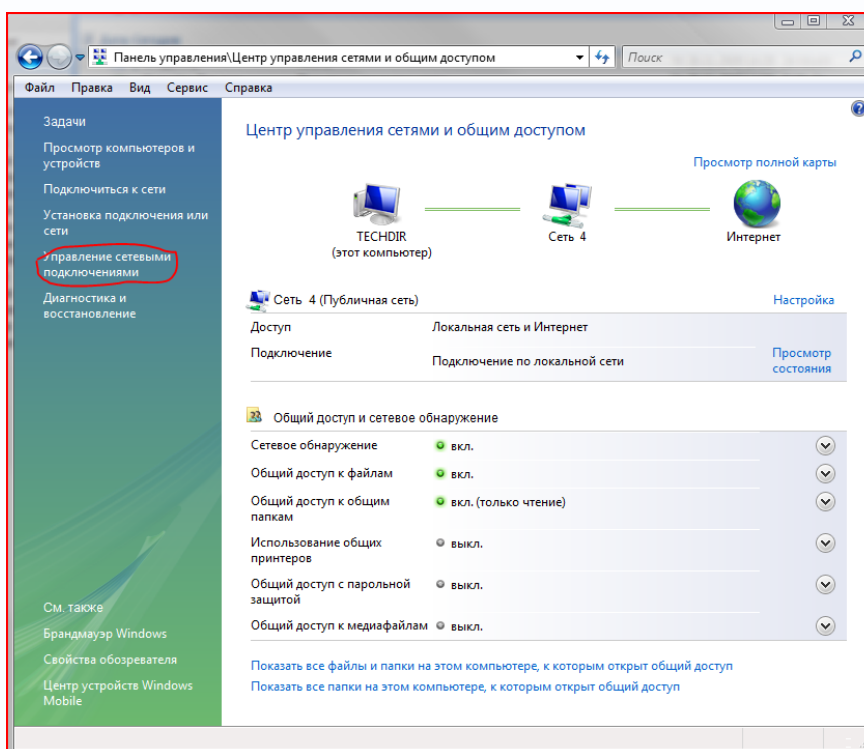 Панель управления\Центр управления сетями и общим доступом
Поиск
Файл Правка Вид Сервис Справка
Задачи
Просмотр компьютеров и
устройств
Подключиться к сети
Установка подключения или
сети
Управление сетевыми
подключениями
Диагностика и
восстановление
См. также
Брандмауэр Windows
Свойства обозревателя
Центр устройств Windows
Mobile
Центр управления сетями и общим доступом
Просмотр полной карты
TECHDIR
(этот компьютер)
Сеть 4
Интернет
Сеть 4 (Публичная сеть)
Настройка
Доступ
Локальная сеть и Интернет
Подключение
Подключение по локальной сети
Просмотр
состояния
Общий доступ и сетевое обнаружение
Сетевое обнаружение
вкл.
Общий доступ к файлам
вкл.
Общий доступ к общим
папкам
вкл. (только чтение)
Использование общих
принтеров
выкл.
Общий доступ с парольной
защитой
выкл.
Общий доступ к медиафайлам
выкл.
Показать все файлы и папки на этом компьютере, к которым открыт общий доступ
Показать все папки на этом компьютере, к которым открыт общий доступ